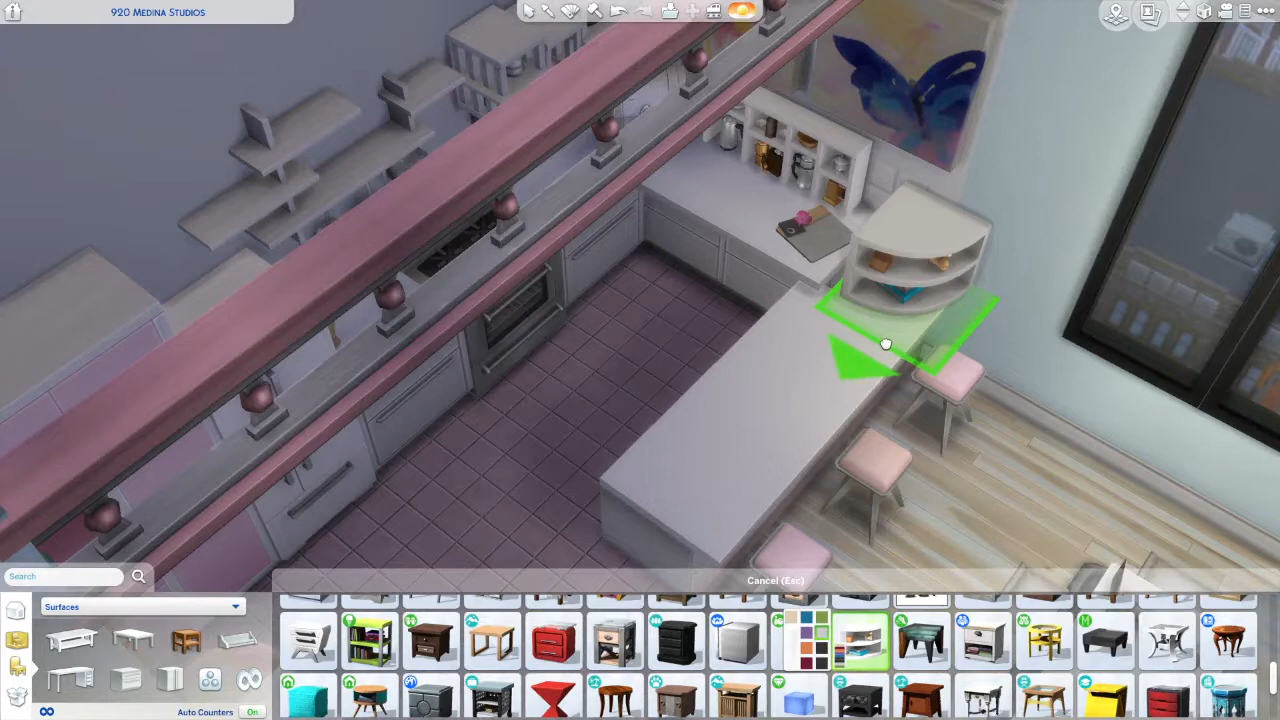 920 MEDINA STUDIOS
Cancel (Esc)
Search
Surfaces
Auto Counters
On